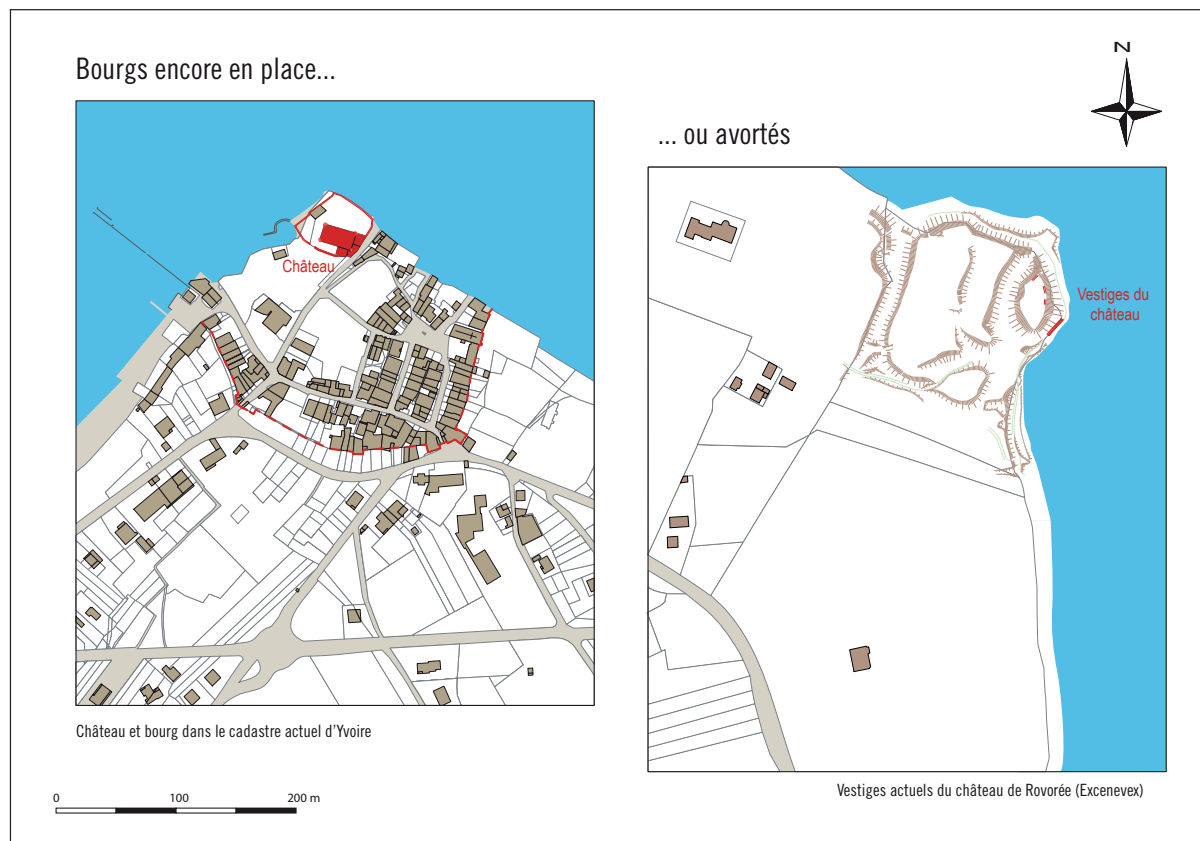 Bourgs encore en place...
N
... ou avortés
Château
Vestiges du
château
Château et bourg dans le cadastre actuel d'Yvoire
Vestiges actuels du château de Rovorée (Excenevex)
0 100 200 m